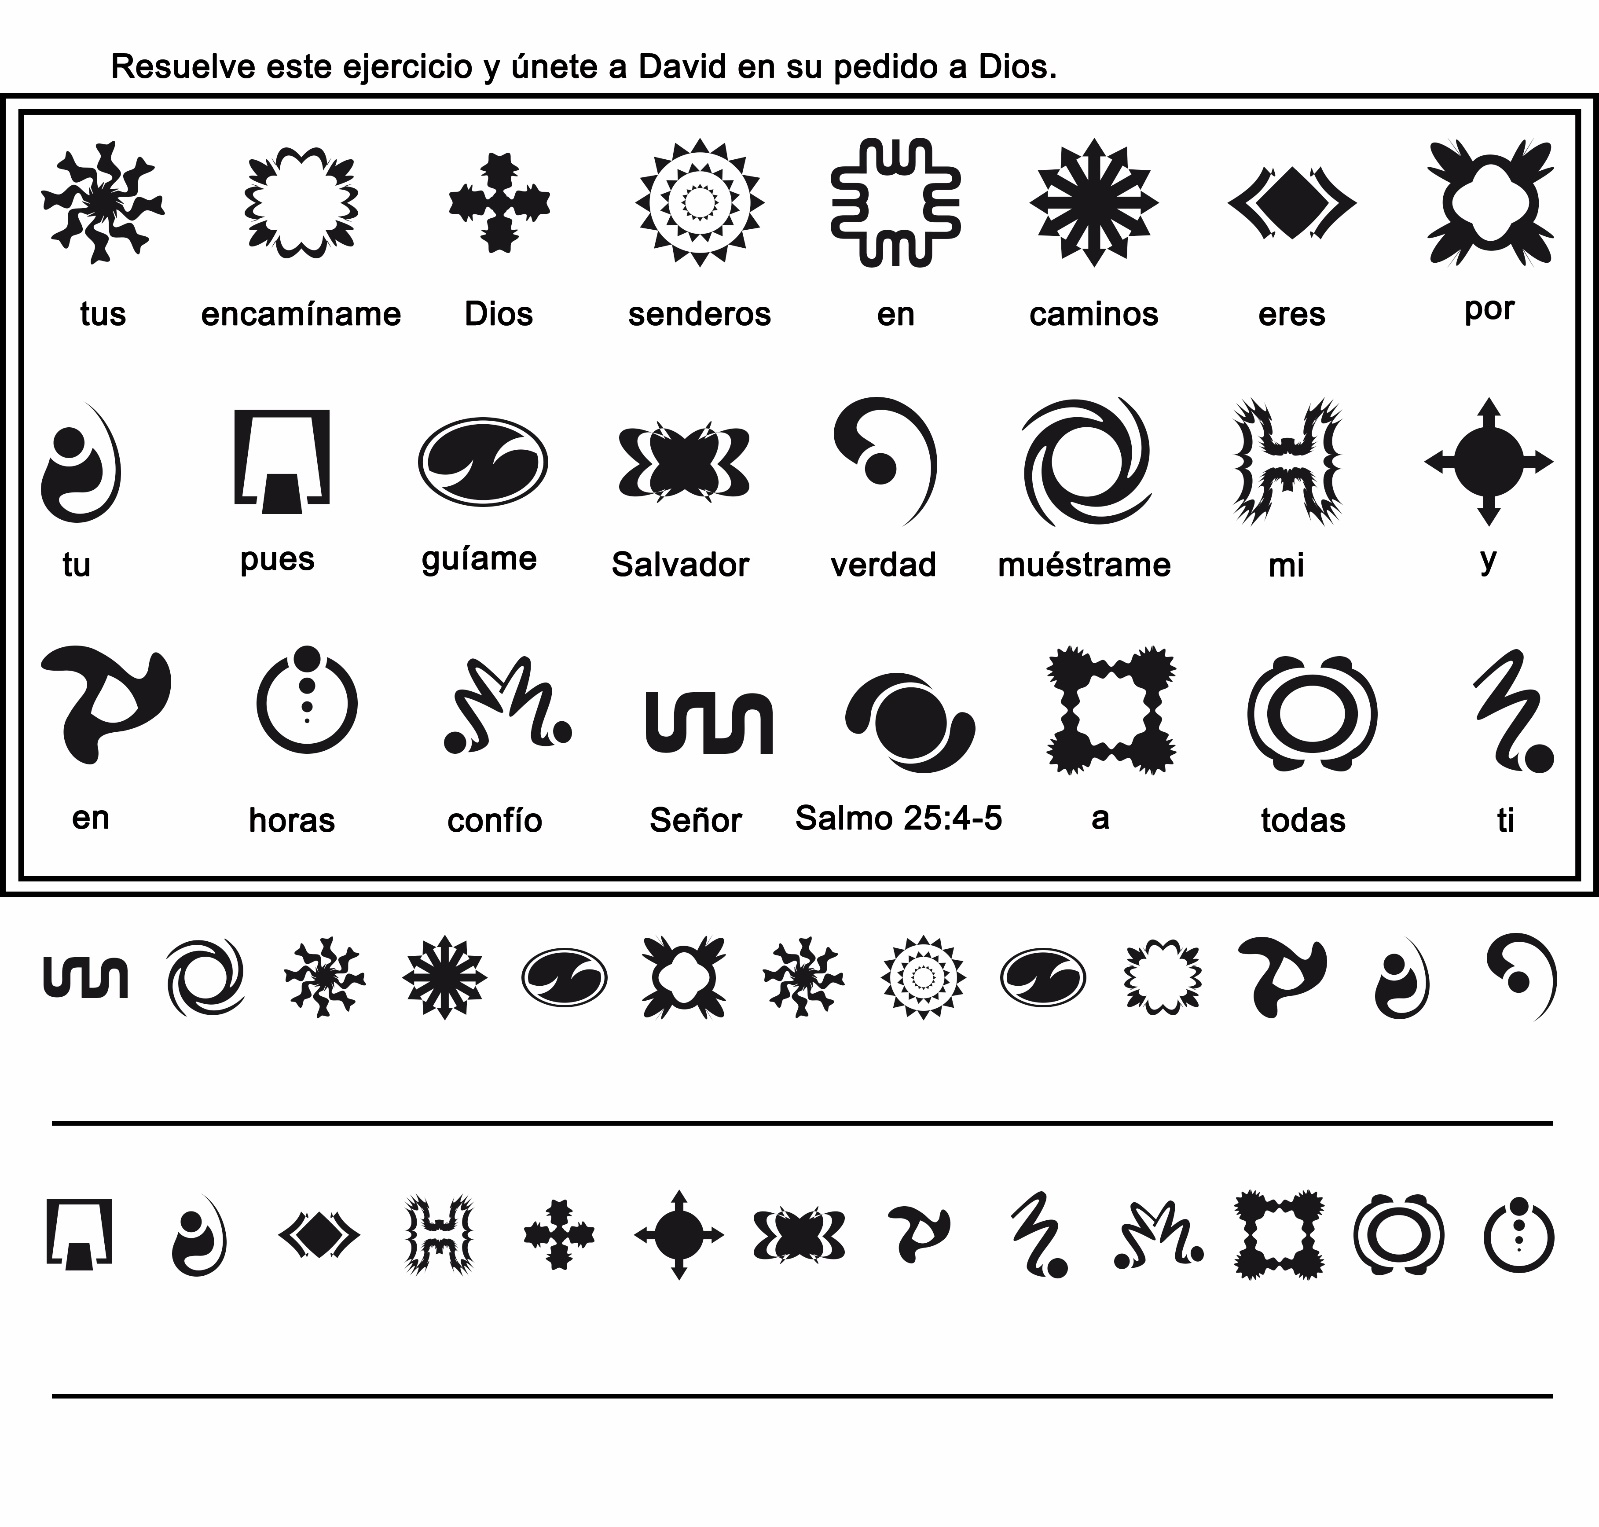 Resuelve este ejercicio y únete a David en su pedido a Dios.
tus encamíname Dios senderos en caminos eres por
tu pues guíame Salvador verdad muéstrame mi y
en horas confío Señor Salmo 25:4-5 a todas ti